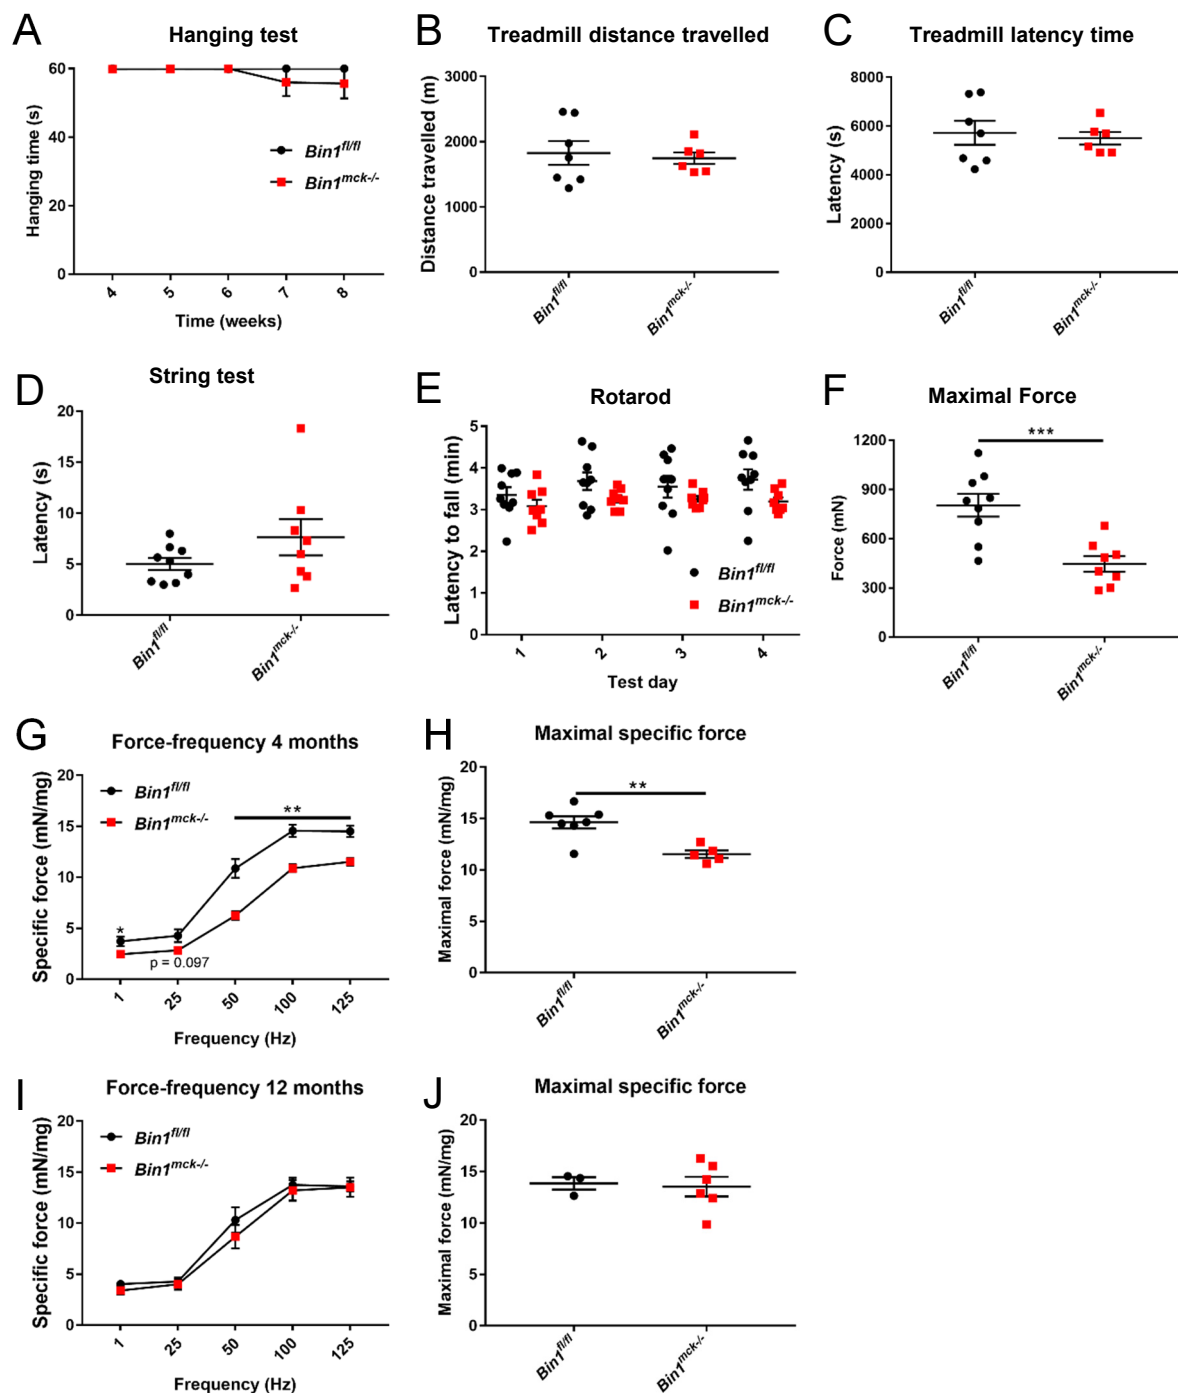 A
Hanging test
Hanging time (s)
60
40
20
0
Bin1fl/fl
Bin1mck-/-
4
5
6
7
8
Time (weeks)
B
Treadmill distance travelled
Distance travelled (m)
3000
2000
1000
0
Bin1fl/fl
Bin1mck-/-
C
Treadmill latency time
Latency (s)
8000
6000
4000
2000
0
Bin1fl/fl
Bin1mck-/-
D
String test
Latency (s)
20
15
10
5
0
Bin1fl/fl
Bin1mck-/-
E
Rotarod
Latency to fall (min)
5
4
3
2
1
0
Bin1fl/fl
Bin1mck-/-
1
2
3
4
Test day
F
Maximal Force
Force (mN)
1200
900
600
300
0
***
Bin1fl/fl
Bin1mck-/-
G
Force-frequency 4 months
Specific force (mN/mg)
20
15
10
5
0
Bin1fl/fl
Bin1mck-/-
**
*
p = 0.097
1
25
50
100
125
Frequency (Hz)
H
Maximal specific force
Maximal force (mN/mg)
20
15
10
5
0
**
Bin1fl/fl
Bin1mck-/-
I
Force-frequency 12 months
Specific force (mN/mg)
20
15
10
5
0
Bin1fl/fl
Bin1mck-/-
1
25
50
100
125
Frequency (Hz)
J
Maximal specific force
Maximal force (mN/mg)
20
15
10
5
0
Bin1fl/fl
Bin1mck-/-